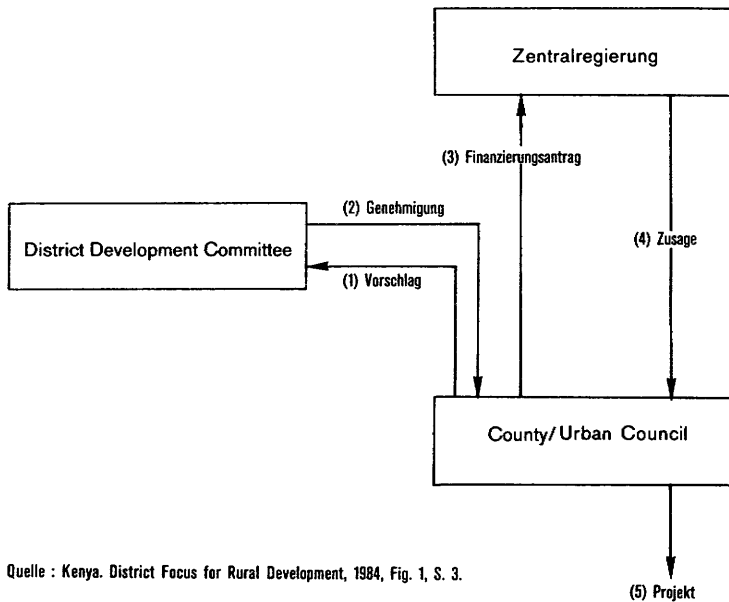 Zentralregierung
(3) Finanzierungsantrag
(2) Genehmigung
(4) Zusage
District Development Committee
(1) Vorschlag
County/Urban Council
Quelle : Kenya. District Focus for Rural Development, 1984, Fig. 1, S. 3.
(5) Projekt